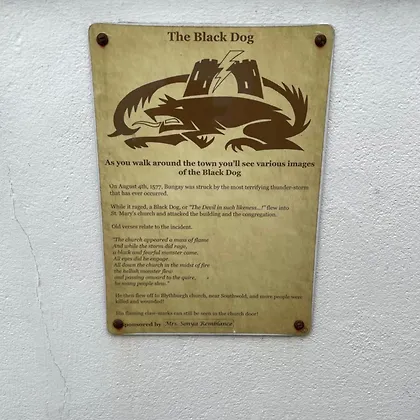 The Black Dog
As you walk around the town you'll see various images
of the Black Dog
On August 4th, 1577, Bungay was struck by the most terrifying thunder-storm
that has ever occurred.
While it raged, a Black Dog, or "The Devil in such likeness...!" flew into
St. Mary's church and attacked the building and the congregation.
Old verses relate to the incident.
"The church appeared a mass of flame
And while the storm did rage,
a black and fearful monster came.
All eyes did he engage.
All down the church in the midst of fire
the hellish monster flew
and passing onward to the quire,
he many people slew."
He then flew off to Blythburgh church, near Southwold, and more people were
killed and wounded!
His flaming claw marks can still be seen in the church door!
Sponsored by Mrs. Sonya